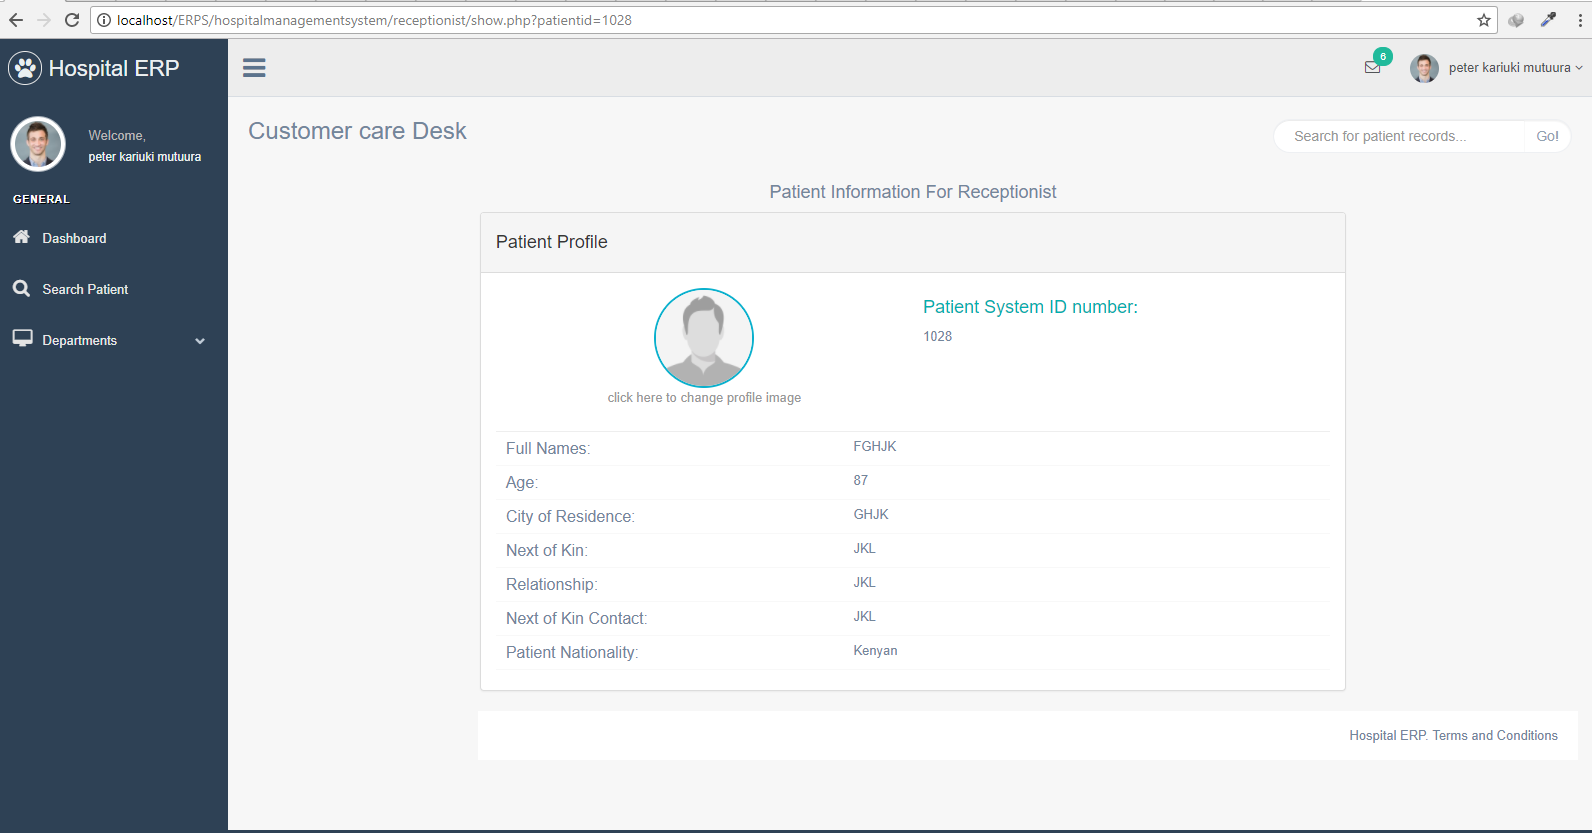 localhost/ERPS/hospitalmanagementsystem/receptionist/show.php?patientid=1028
Hospital ERP
6
peter kariuki mutuura
Welcome,
peter kariuki mutuura
GENERAL
Dashboard
Search Patient
Departments
Customer care Desk
Search for patient records... Go!
Patient Information For Receptionist
Patient Profile
click here to change profile image
Patient System ID number:
1028
Full Names: FGHJK
Age: 87
City of Residence: GHJK
Next of Kin: JKL
Relationship: JKL
Next of Kin Contact: JKL
Patient Nationality: Kenyan
Hospital ERP. Terms and Conditions